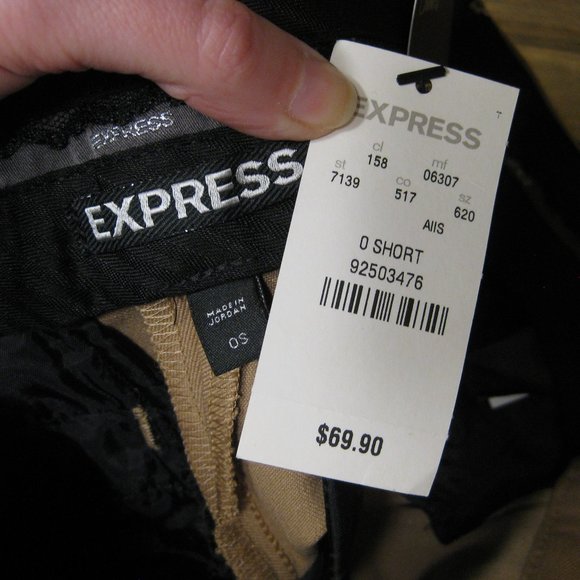 EXPRESS
EXPRESS
MADE IN
JORDAN
0S
EXPRESS
cl mf
158 06307
st co sz
7139 517 620
AIIS
0 SHORT
92503476
$69.90